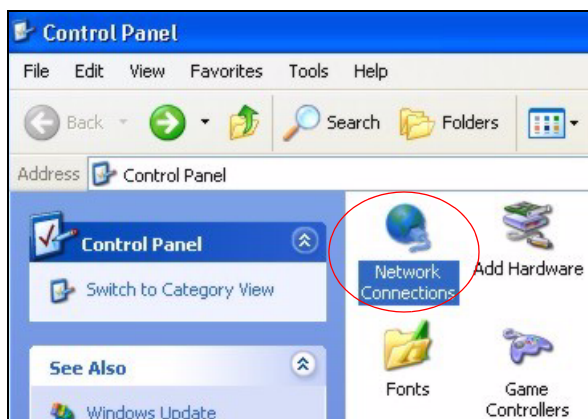 Control Panel
File Edit View Favorites Tools Help
Back Search Folders
Address Control Panel
Control Panel
Switch to Category View
See Also
Windows Update
Network
Connections
Add Hardware
Fonts
Game
Controllers